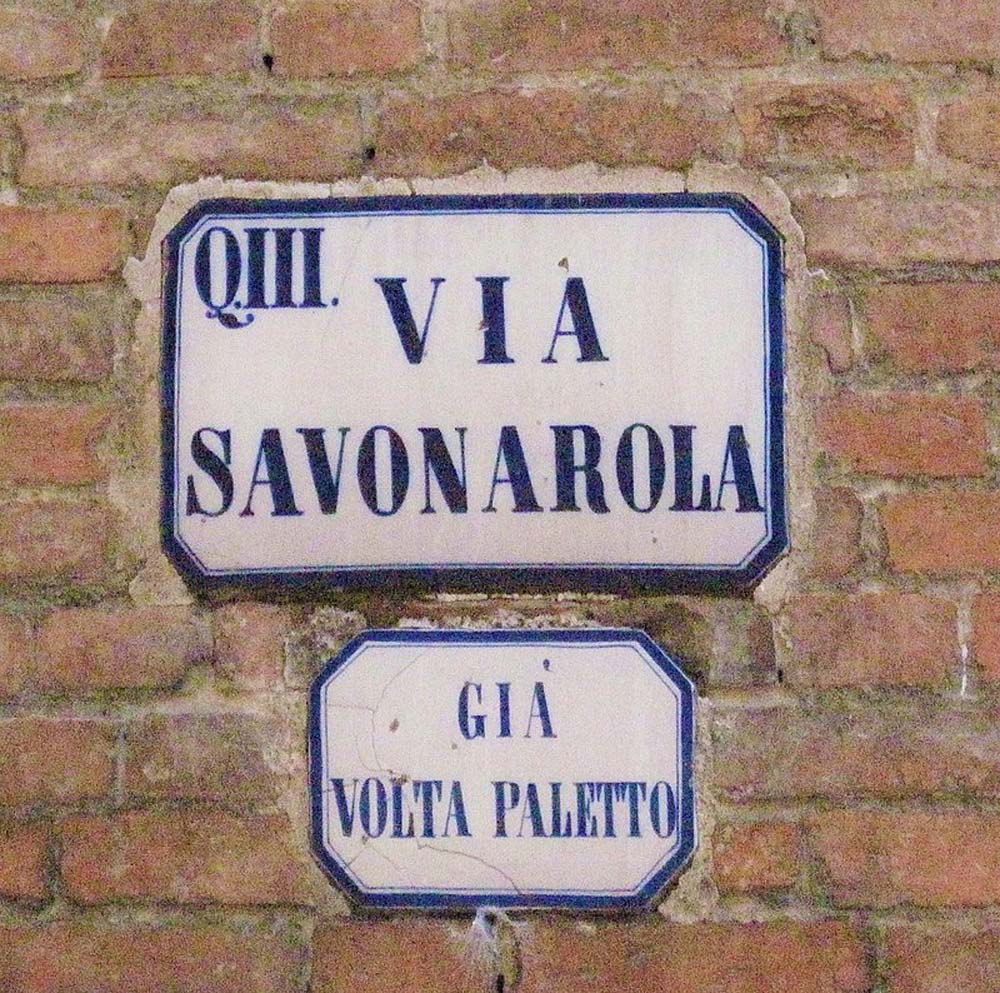 Q.III.
VIA
SAVONAROLA
GIÀ
VOLTA PALETTO